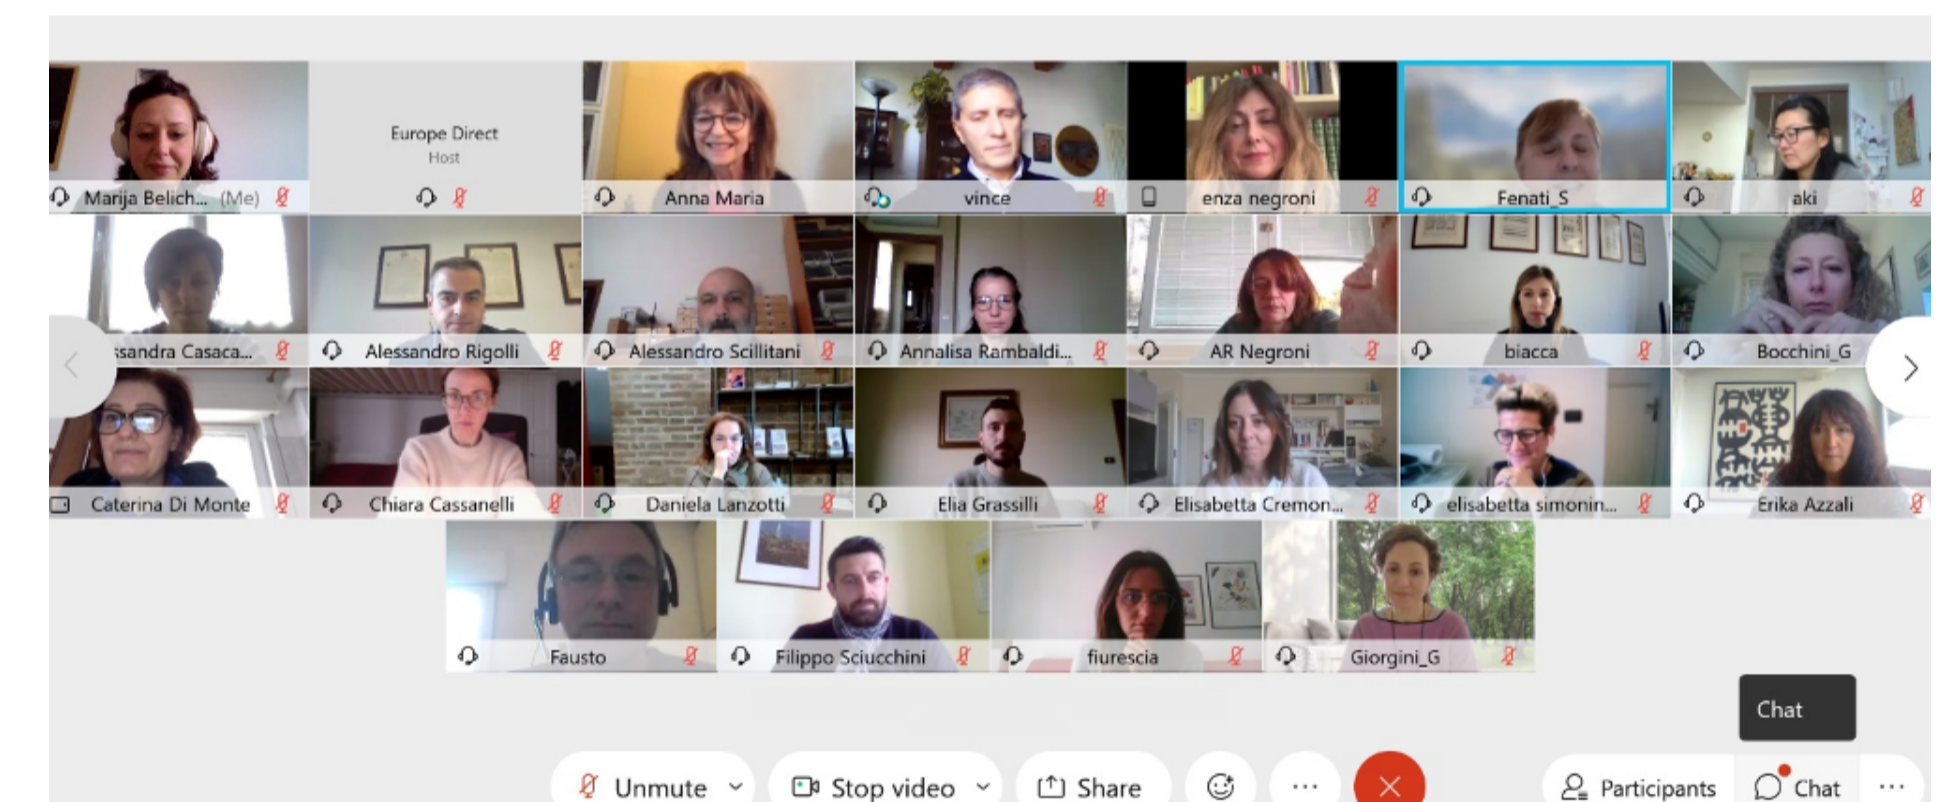 Europe Direct
Host
Marija Belich... (Me)
Anna Maria
vince
enza negroni
Fenati_S
aki
ssandra Casaca...
Alessandro Rigolli
Alessandro Scillitani
Annalisa Rambaldi...
AR Negroni
biacca
Bocchini_G
Caterina Di Monte
Chiara Cassanelli
Daniela Lanzotti
Elia Grassilli
Elisabetta Cremon...
elisabetta simonin...
Erika Azzali
Fausto
Filippo Sciucchini
fiurescia
Giorgini_G
Chat
Unmute
Stop video
Share
Participants
Chat